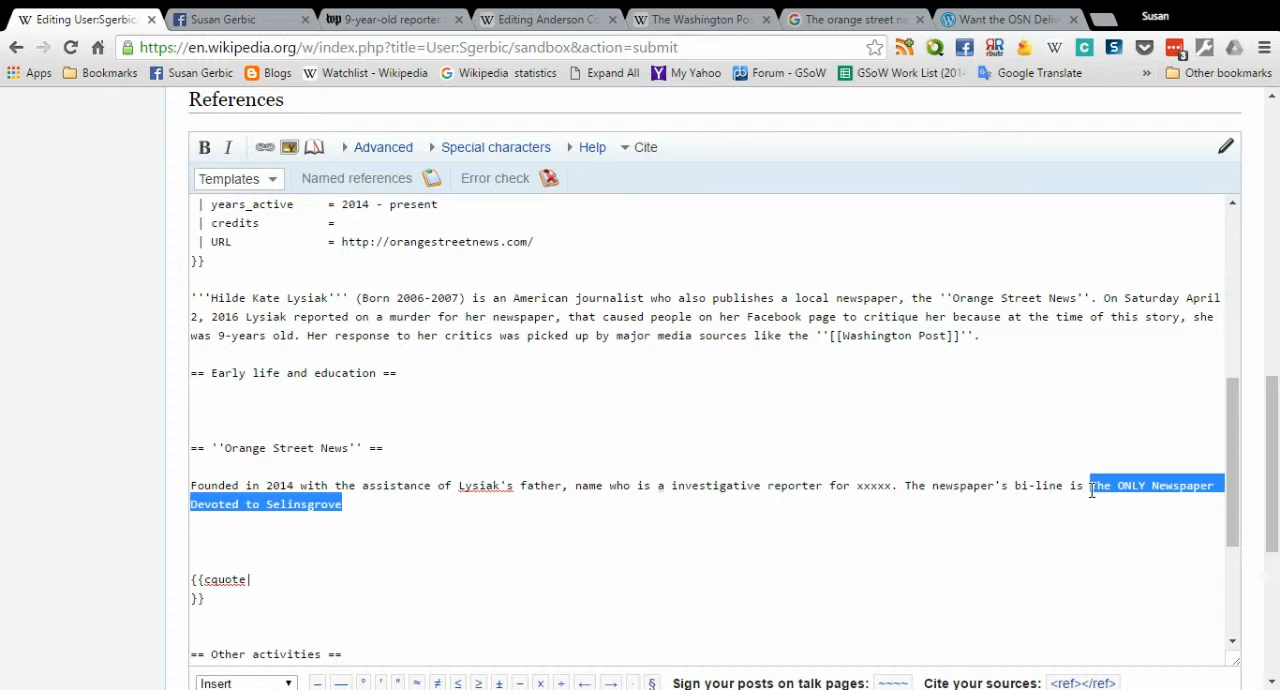 Editing User:Sgerbic/
Susan Gerbic
9-year-old reporter
Editing Anderson Co
The Washington Pos
The orange street ne
Want the OSN Deliv
Susan
https://en.wikipedia.org/w/index.php?title=User:Sgerbic/sandbox&action=submit
Apps
Bookmarks
Susan Gerbic
Blogs
Watchlist - Wikipedia
Wikipedia statistics
Expand All
My Yahoo
Forum - GSoW
GSoW Work List (201
Google Translate
»
Other bookmarks
References
B I
Advanced
Special characters
Help
Cite
Templates
Named references
Error check
| years_active = 2014 - present
| credits =
| URL = http://orangestreetnews.com/
}}
'''Hilde Kate Lysiak''' (Born 2006-2007) is an American journalist who also publishes a local newspaper, the ''Orange Street News''. On Saturday April
2, 2016 Lysiak reported on a murder for her newspaper, that caused people on her Facebook page to critique her because at the time of this story, she
was 9-years old. Her response to her critics was picked up by major media sources like the ''[[Washington Post]]''.
== Early life and education ==
== ''Orange Street News'' ==
Founded in 2014 with the assistance of Lysiak's father, name who is a investigative reporter for xxxxx. The newspaper's bi-line is The ONLY Newspaper
Devoted to Selinsgrove
{{cquote|
}}
== Other activities ==
Insert
– — ° ′ ″ ≈ ≠ ≤ ≥ ± − × ÷ ← → · §
Sign your posts on talk pages: ~~~~
Cite your sources: <ref></ref>